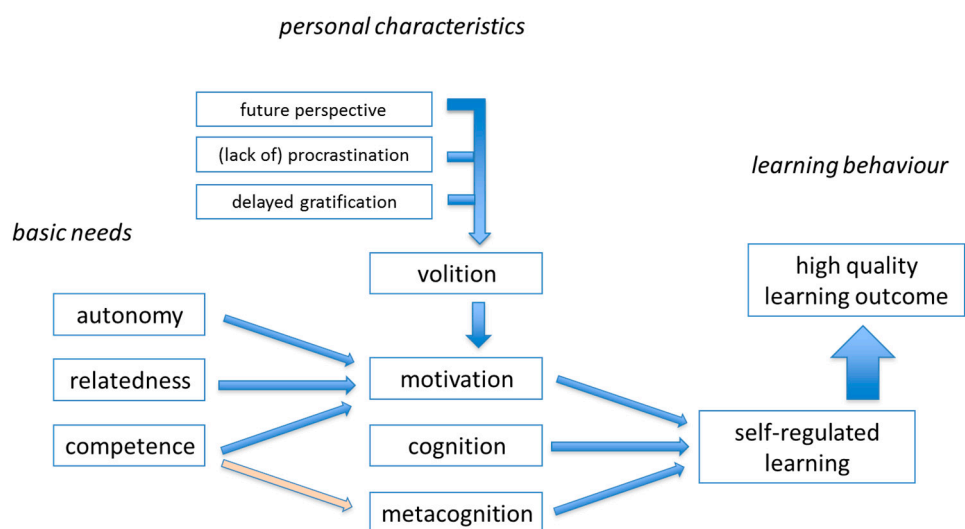 personal characteristics
future perspective
(lack of) procrastination
delayed gratification
learning behaviour
basic needs
volition
high quality
learning outcome
autonomy
relatedness
motivation
competence
cognition
self-regulated
learning
metacognition